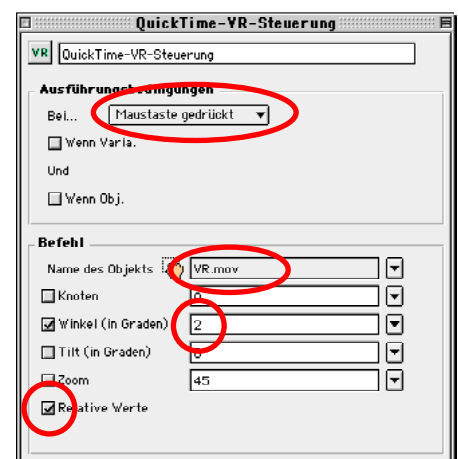 QuickTime-VR-Steuerung
VR QuickTime-VR-Steuerung
Ausführungsbedingungen
Bei... Maustaste gedrückt
Wenn Varia.
Und
Wenn Obj.
Befehl
Name des Objekts VR.mov
Knoten 0
Winkel (in Graden) 2
Tilt (in Graden) 0
Zoom 45
Relative Werte